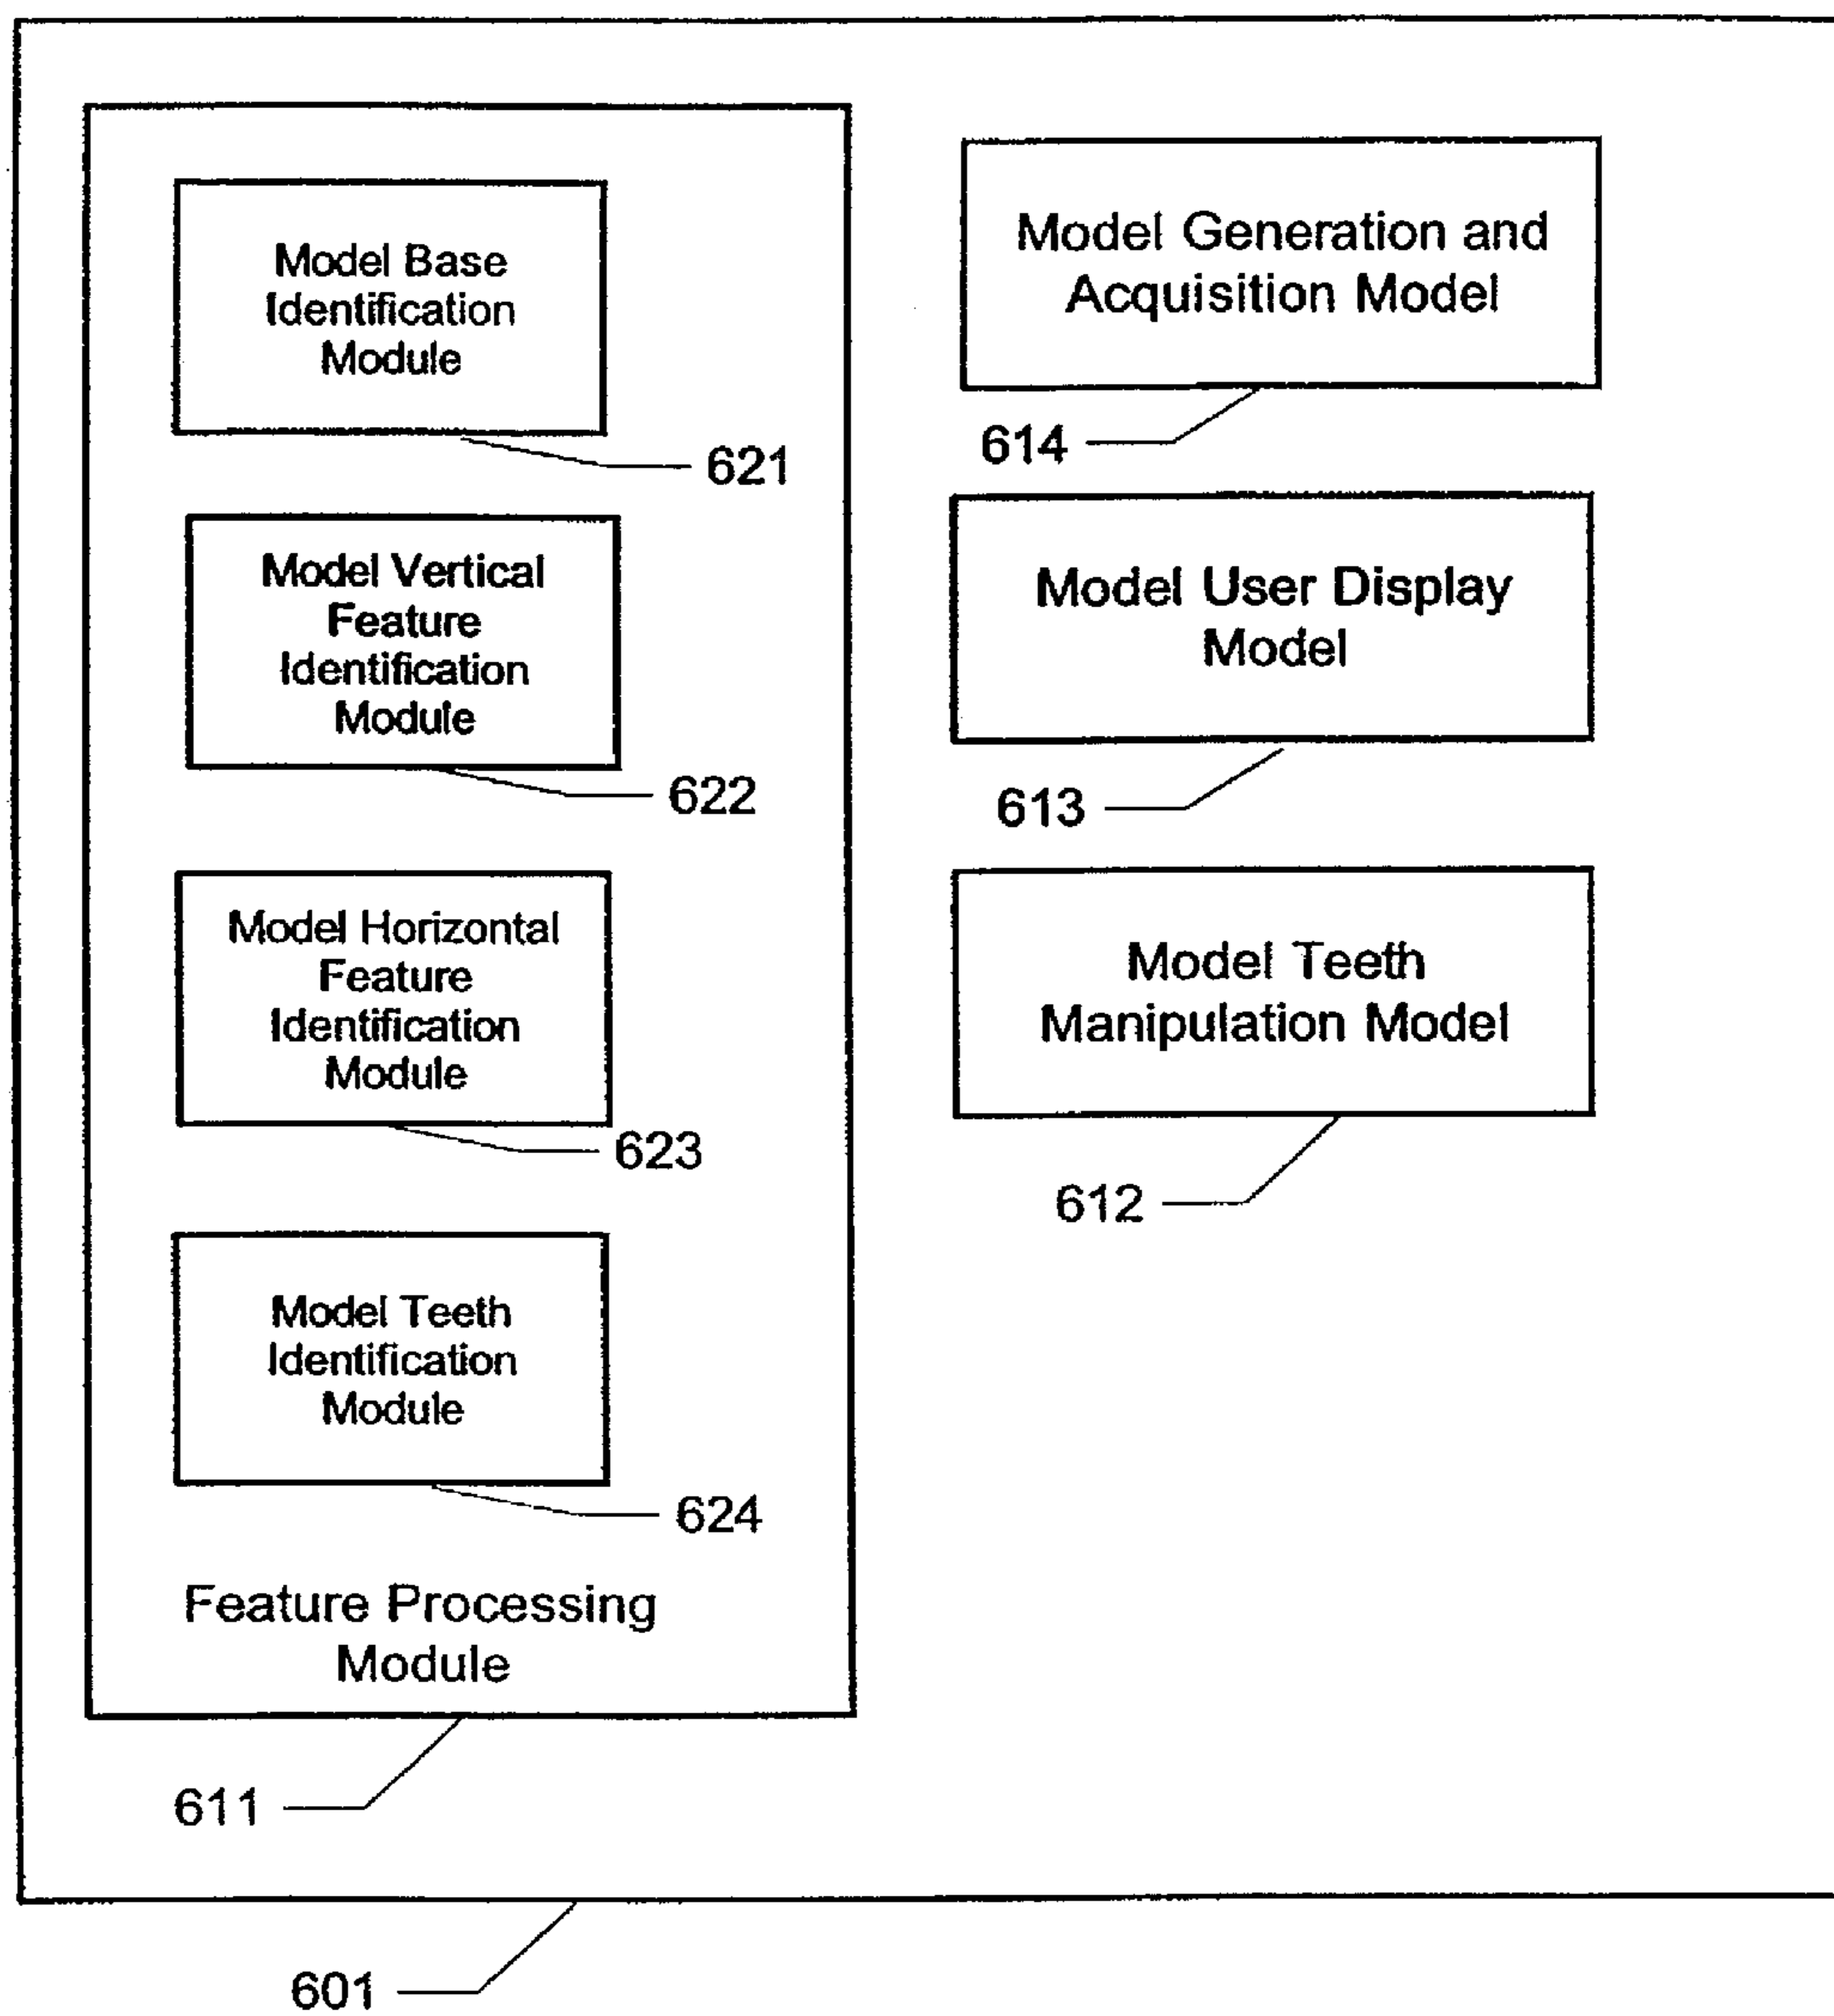 Model Base
Identification
Module
621
Model Vertical
Feature
Identification
Module
622
Model Horizontal
Feature
Identification
Module
623
Model Teeth
Identification
Module
624
Feature Processing
Module
611
Model Generation and
Acquisition Model
614
Model User Display
Model
613
Model Teeth
Manipulation Model
612
601